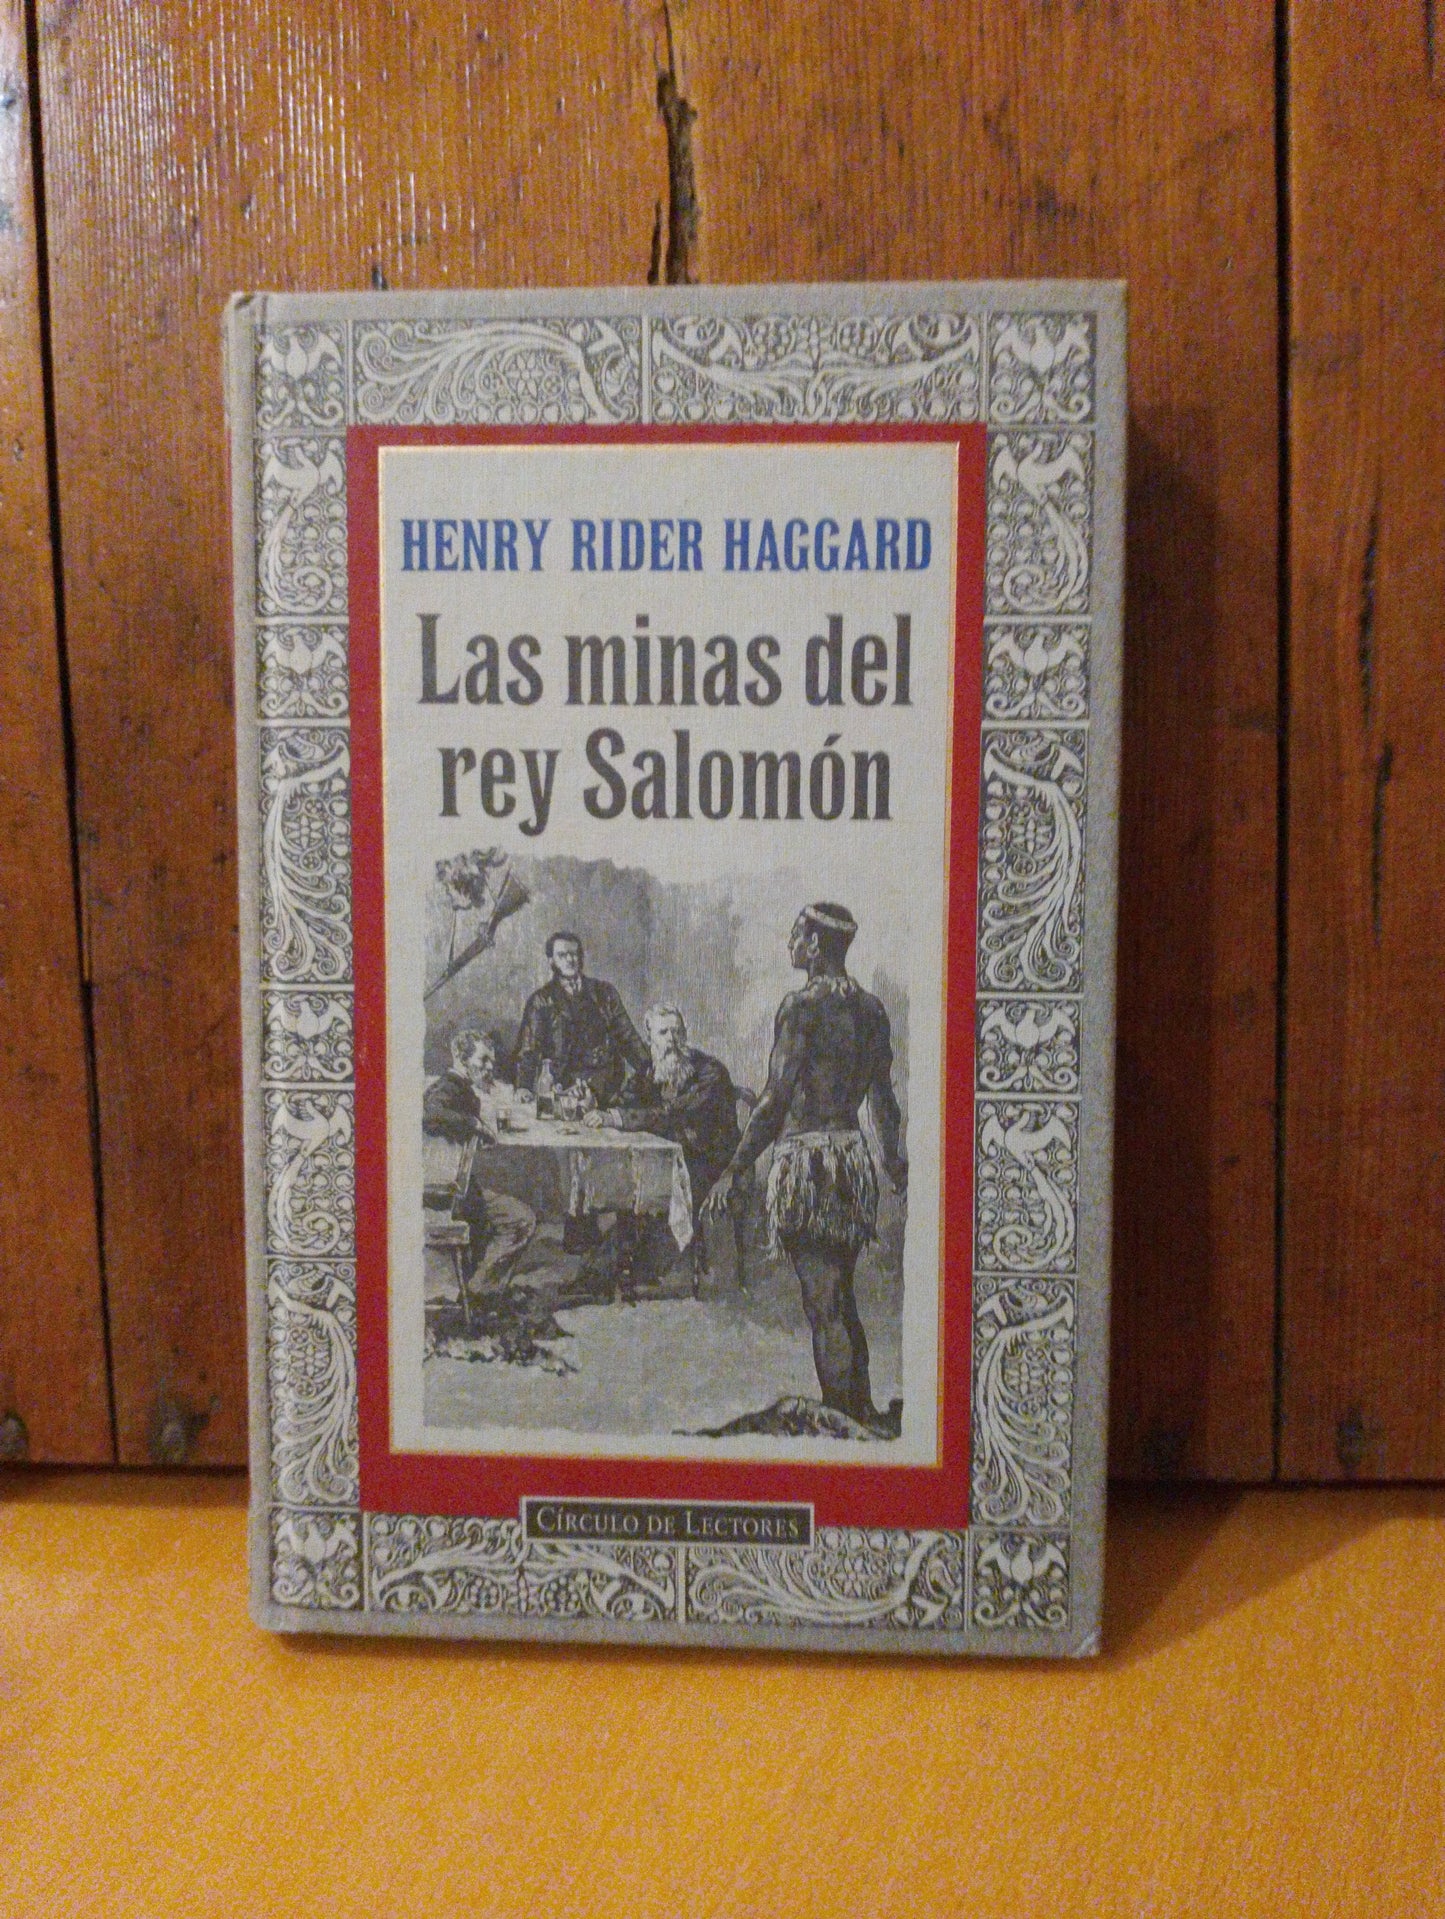 HENRY RIDER HAGGARD
Las minas del
rey Salomón
CÍRCULO DE LECTORES